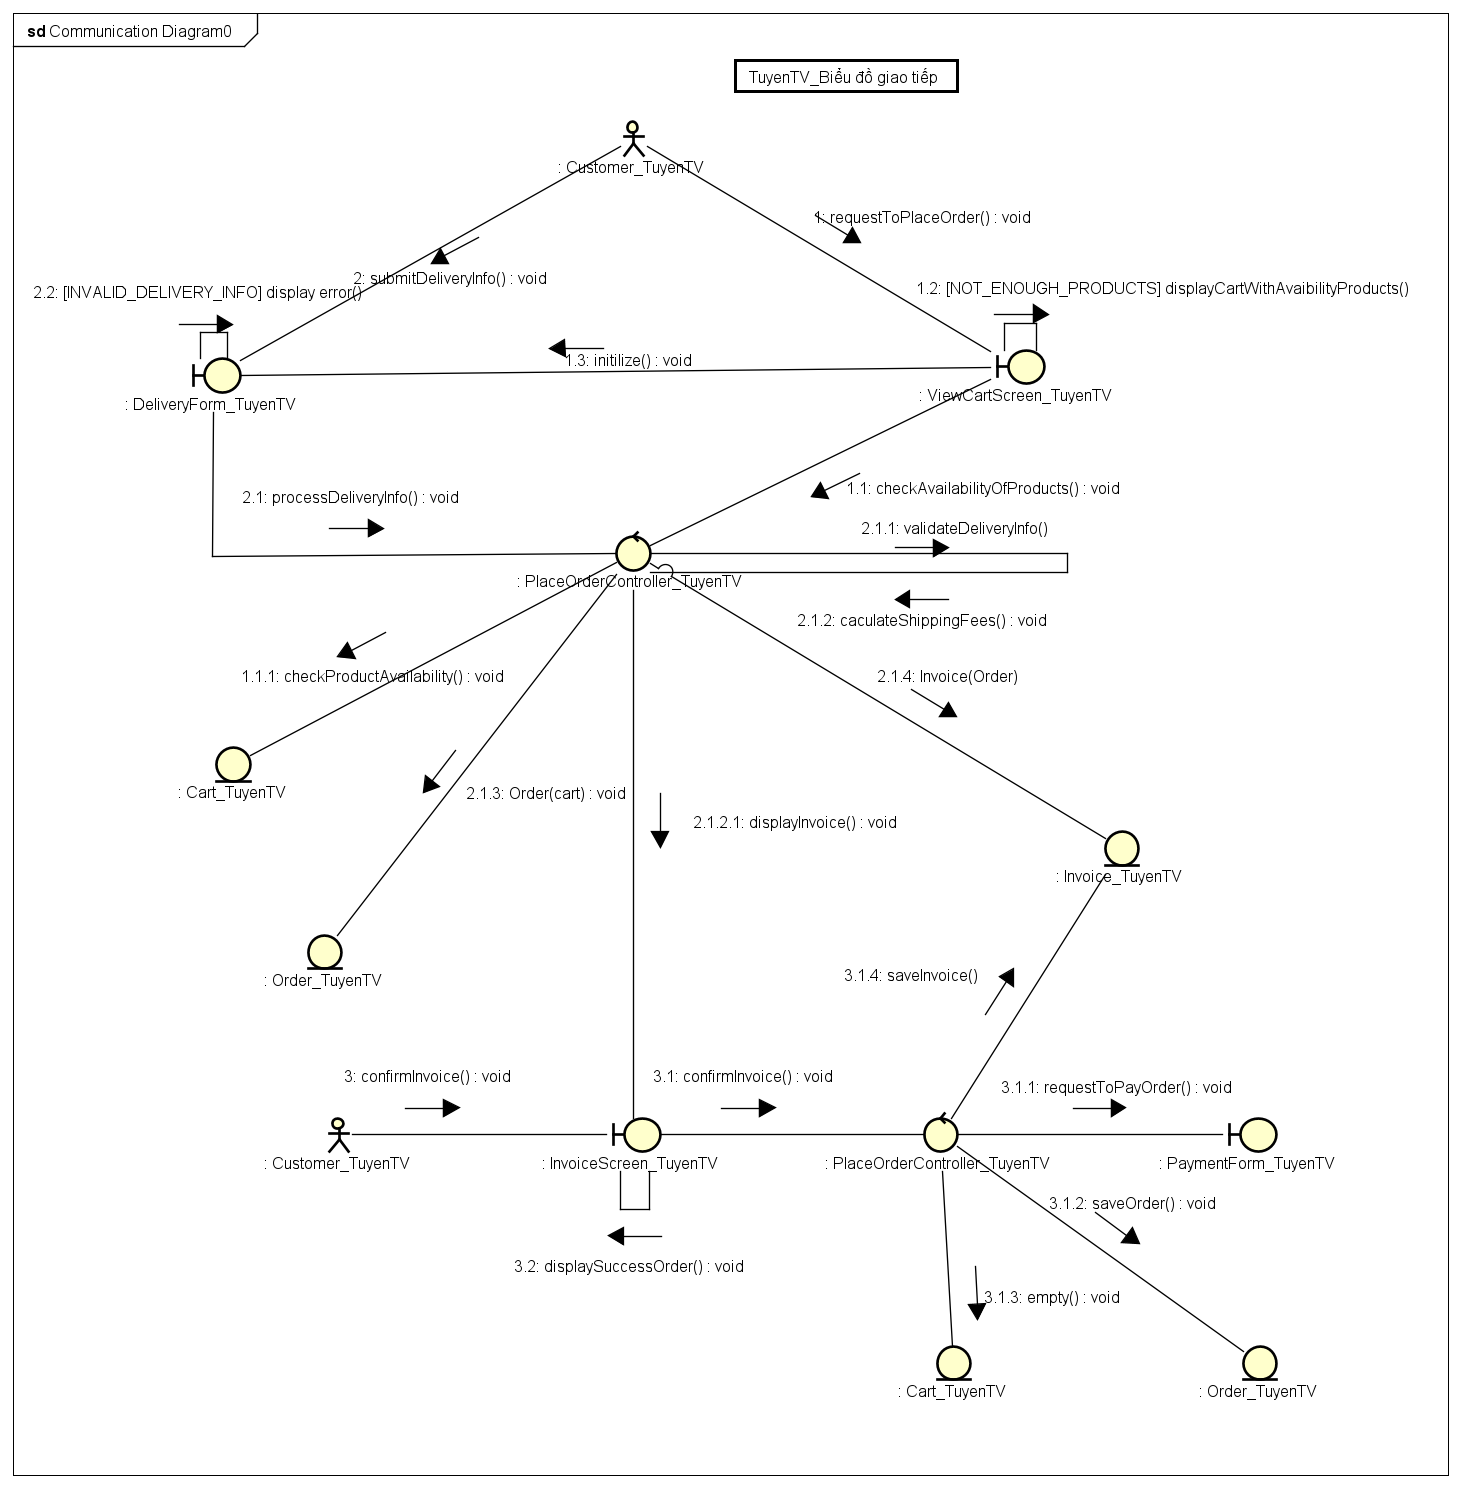 sd Communication Diagram0
TuyenTV_Biểu đồ giao tiếp
: Customer_TuyenTV
1: requestToPlaceOrder() : void
2: submitDeliveryInfo() : void
2.2: [INVALID_DELIVERY_INFO] display error()
1.2: [NOT_ENOUGH_PRODUCTS] displayCartWithAvaibilityProducts()
1.3: initilize() : void
: DeliveryForm_TuyenTV
: ViewCartScreen_TuyenTV
2.1: processDeliveryInfo() : void
1.1: checkAvailabilityOfProducts() : void
2.1.1: validateDeliveryInfo()
: PlaceOrderController_TuyenTV
2.1.2: caculateShippingFees() : void
1.1.1: checkProductAvailability() : void
2.1.4: Invoice(Order)
: Cart_TuyenTV
2.1.3: Order(cart) : void
2.1.2.1: displayInvoice() : void
: Invoice_TuyenTV
: Order_TuyenTV
3.1.4: saveInvoice()
3: confirmInvoice() : void
3.1: confirmInvoice() : void
3.1.1: requestToPayOrder() : void
: Customer_TuyenTV
: InvoiceScreen_TuyenTV
: PlaceOrderController_TuyenTV
: PaymentForm_TuyenTV
3.1.2: saveOrder() : void
3.2: displaySuccessOrder() : void
3.1.3: empty() : void
: Cart_TuyenTV
: Order_TuyenTV